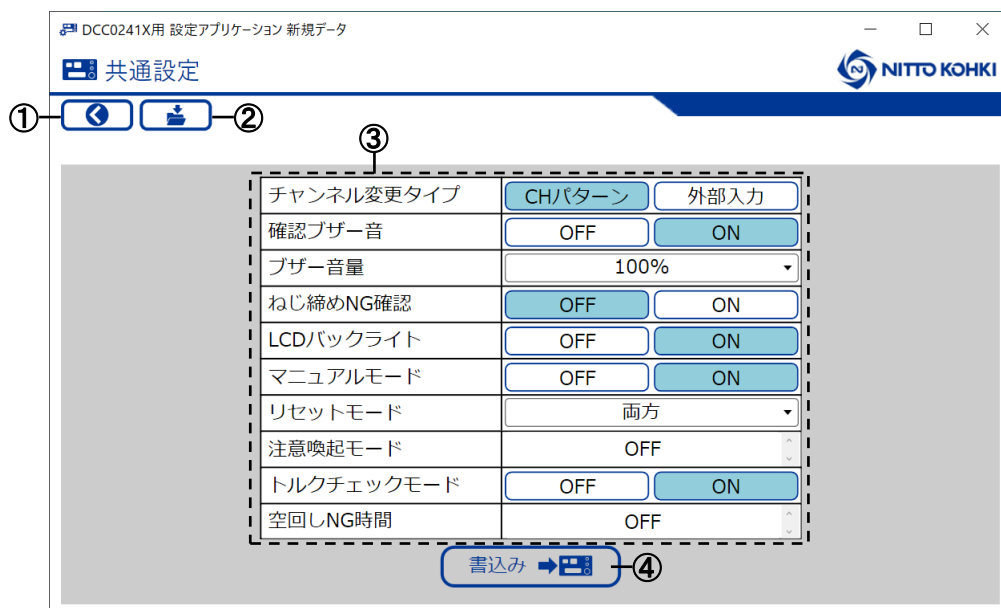 DCC0241X用 設定アプリケーション 新規データ
共通設定
NITTO KOHKI
①
②
③
チャンネル変更タイプ CHパターン 外部入力
確認ブザー音 OFF ON
ブザー音量 100%
ねじ締めNG確認 OFF ON
LCDバックライト OFF ON
マニュアルモード OFF ON
リセットモード 両方
注意喚起モード OFF
トルクチェックモード OFF ON
空回しNG時間 OFF
書込み ④